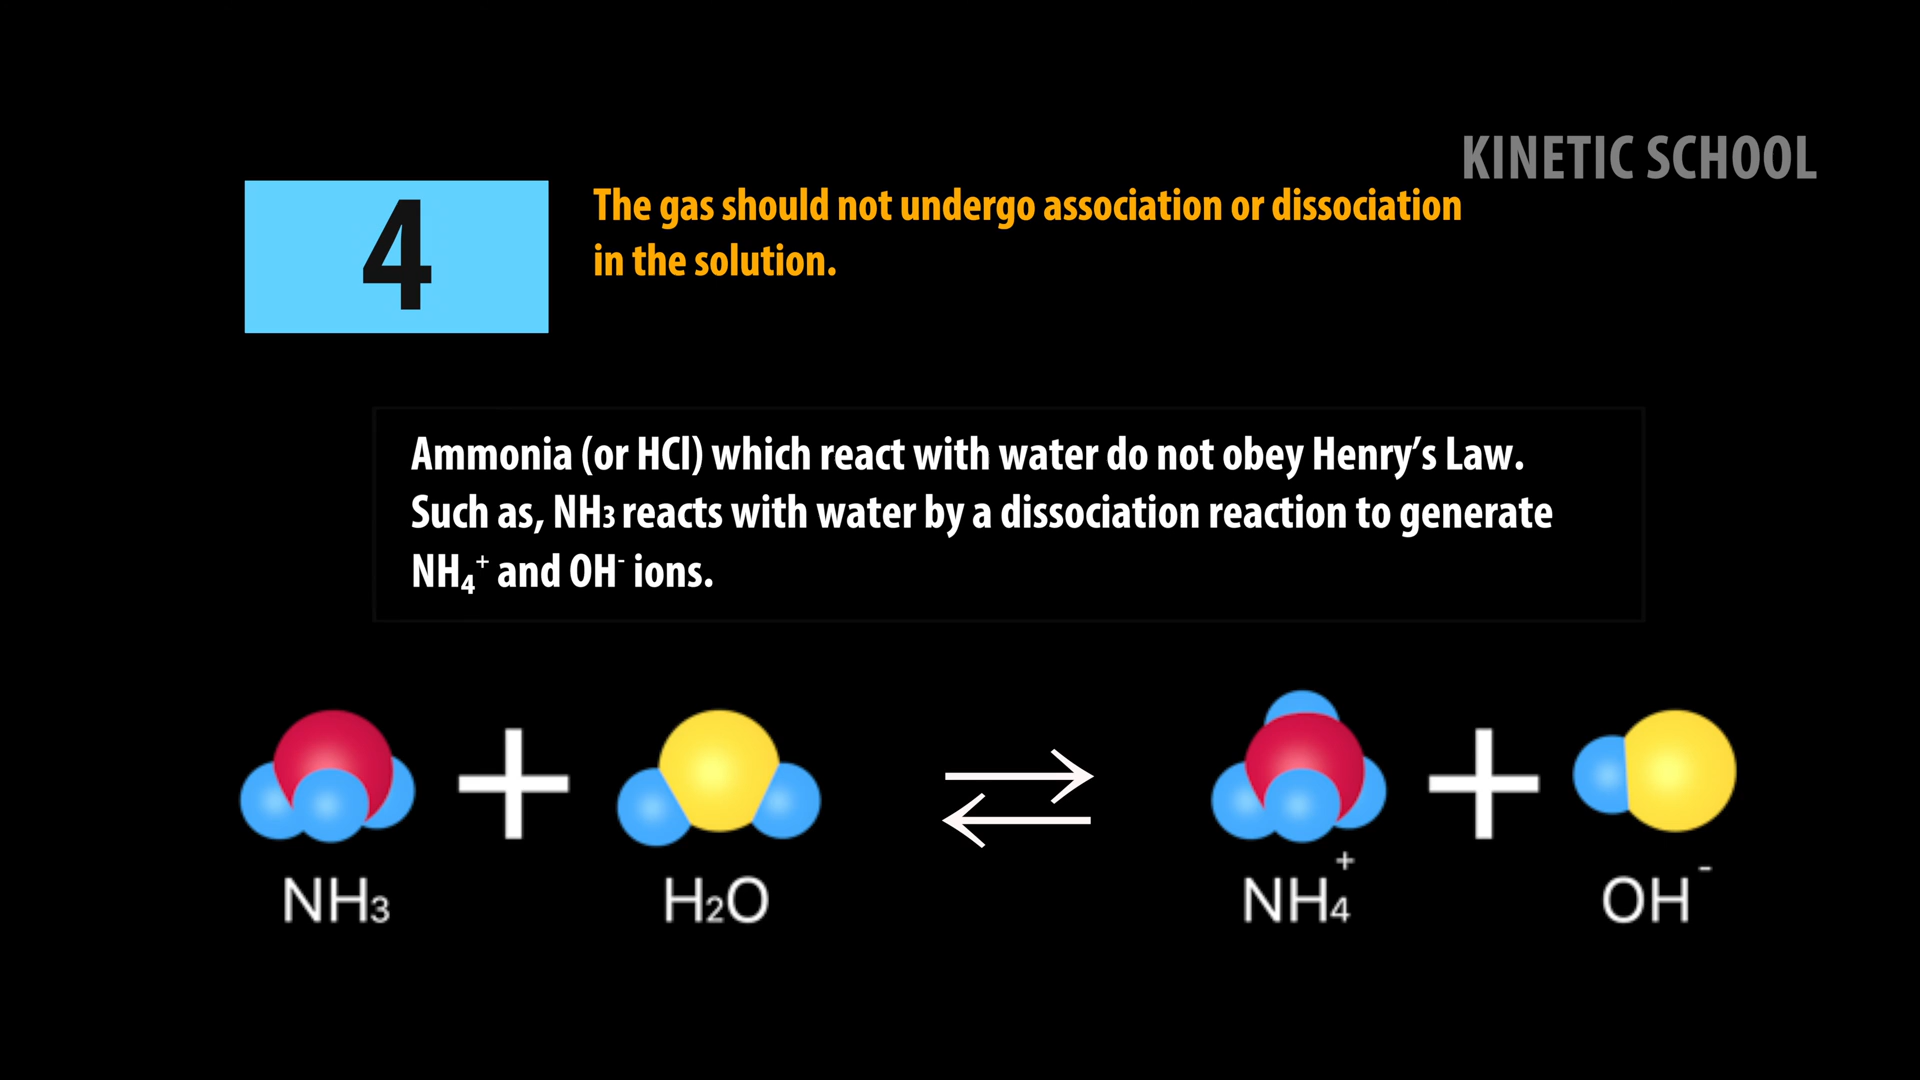 KINETIC SCHOOL
4
The gas should not undergo association or dissociation
in the solution.
Ammonia (or HCl) which react with water do not obey Henry’s Law.
Such as, NH3 reacts with water by a dissociation reaction to generate
NH₄⁺ and OH⁻ ions.
NH₃ + H₂O ⇌ NH₄⁺ + OH⁻